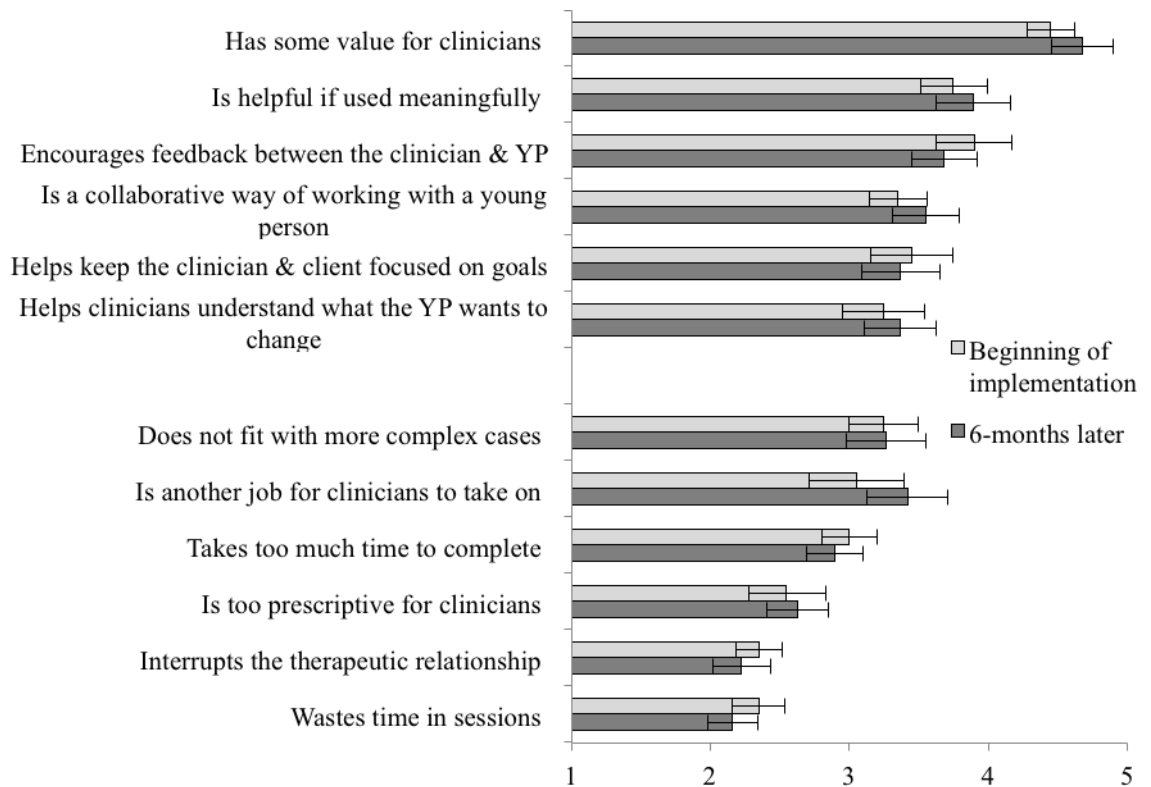 Has some value for clinicians
Is helpful if used meaningfully
Encourages feedback between the clinician & YP
Is a collaborative way of working with a young
person
Helps keep the clinician & client focused on goals
Helps clinicians understand what the YP wants to
change
Beginning of
implementation
6-months later
Does not fit with more complex cases
Is another job for clinicians to take on
Takes too much time to complete
Is too prescriptive for clinicians
Interrupts the therapeutic relationship
Wastes time in sessions
1 2 3 4 5